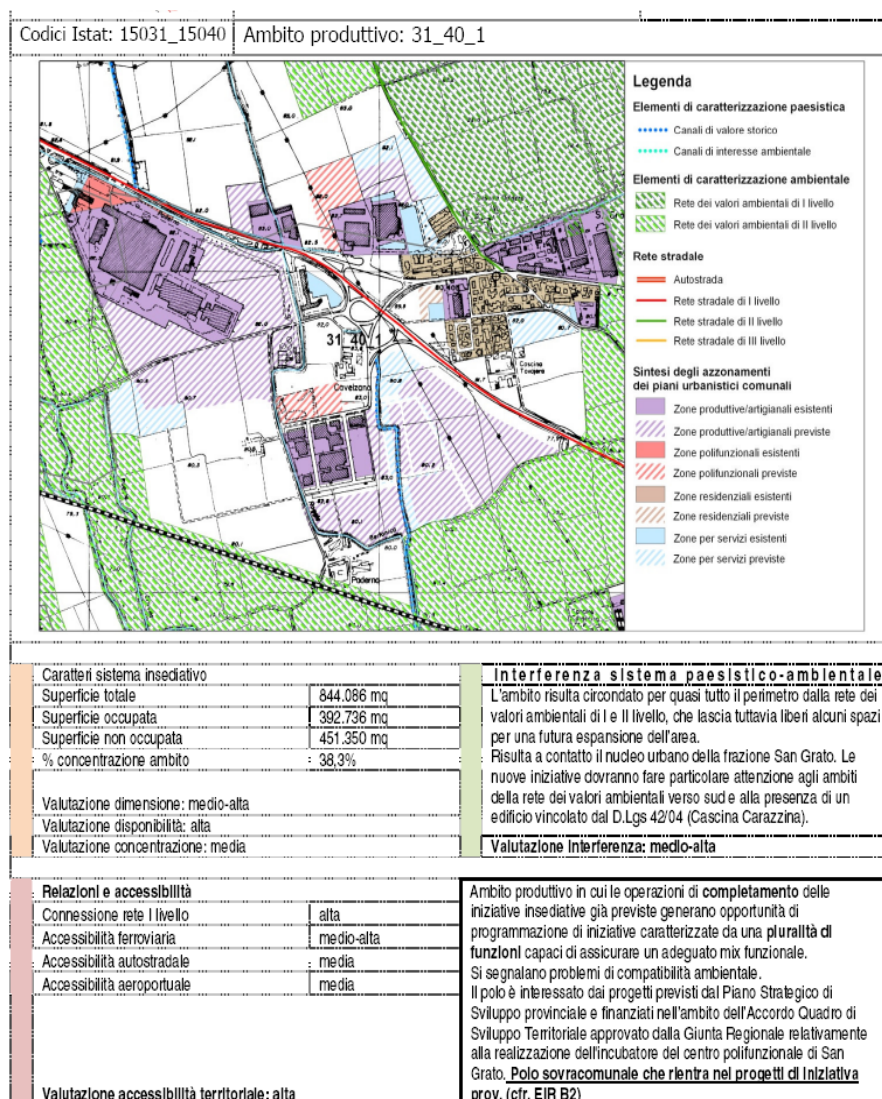 Codici Istat: 15031_15040
Ambito produttivo: 31_40_1
31_40_1
Covelzana
Paderno
Cascina
Tavajera
Legenda
Elementi di caratterizzazione paesistica
Canali di valore storico
Canali di interesse ambientale
Elementi di caratterizzazione ambientale
Rete dei valori ambientali di I livello
Rete dei valori ambientali di II livello
Rete stradale
Autostrada
Rete stradale di I livello
Rete stradale di II livello
Rete stradale di III livello
Sintesi degli azzonamenti
dei piani urbanistici comunali
Zone produttive/artigianali esistenti
Zone produttive/artigianali previste
Zone polifunzionali esistenti
Zone polifunzionali previste
Zone residenziali esistenti
Zone residenziali previste
Zone per servizi esistenti
Zone per servizi previste
Caratteri sistema insediativo
Superficie totale 844.086 mq
Superficie occupata 392.736 mq
Superficie non occupata 451.350 mq
% concentrazione ambito 38,3%
Valutazione dimensione: medio-alta
Valutazione disponibilità: alta
Valutazione concentrazione: media
Interferenza sistema paesistico-ambientale
L'ambito risulta circondato per quasi tutto il perimetro dalla rete dei
valori ambientali di I e II livello, che lascia tuttavia liberi alcuni spazi
per una futura espansione dell'area.
Risulta a contatto il nucleo urbano della frazione San Grato. Le
nuove iniziative dovranno fare particolare attenzione agli ambiti
della rete dei valori ambientali verso sud e alla presenza di un
edificio vincolato dal D.Lgs 42/04 (Cascina Carazzina).
Valutazione Interferenza: medio-alta
Relazioni e accessibilità
Connessione rete I livello alta
Accessibilità ferroviaria medio-alta
Accessibilità autostradale media
Accessibilità aeroportuale media
Valutazione accessibilità territoriale: alta
Ambito produttivo in cui le operazioni di completamento delle
iniziative insediative già previste generano opportunità di
programmazione di iniziative caratterizzate da una pluralità di
funzioni capaci di assicurare un adeguato mix funzionale.
Si segnalano problemi di compatibilità ambientale.
Il polo è interessato dai progetti previsti dal Piano Strategico di
Sviluppo provinciale e finanziati nell'ambito dell'Accordo Quadro di
Sviluppo Territoriale approvato dalla Giunta Regionale relativamente
alla realizzazione dell'incubatore del centro polifunzionale di San
Grato. Polo sovracomunale che rientra nei progetti di iniziativa
prov. (cfr. EIR B2)